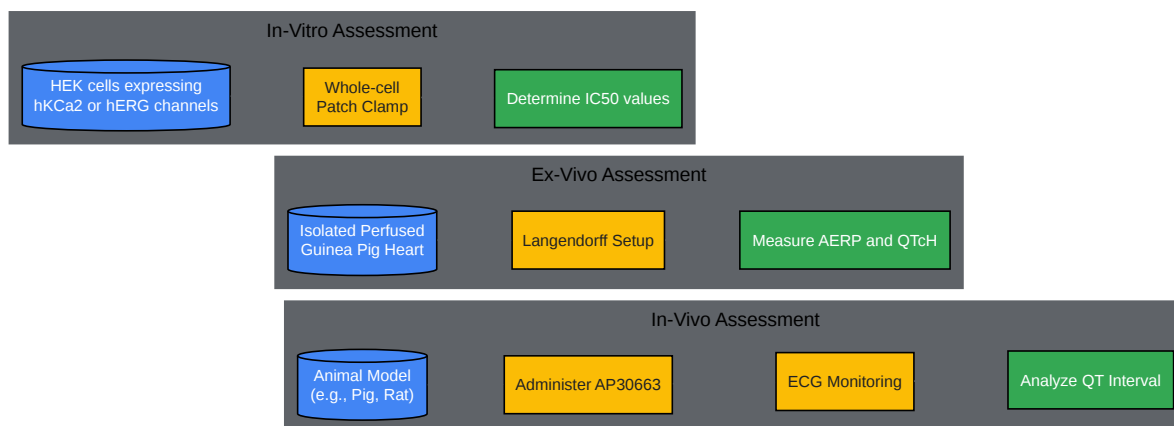 In-Vitro Assessment
HEK cells expressing
hKCa2 or hERG channels
Whole-cell
Patch Clamp
Determine IC50 values
Ex-Vivo Assessment
Isolated Perfused
Guinea Pig Heart
Langendorff Setup
Measure AERP and QTcH
In-Vivo Assessment
Animal Model
(e.g., Pig, Rat)
Administer AP30663
ECG Monitoring
Analyze QT Interval